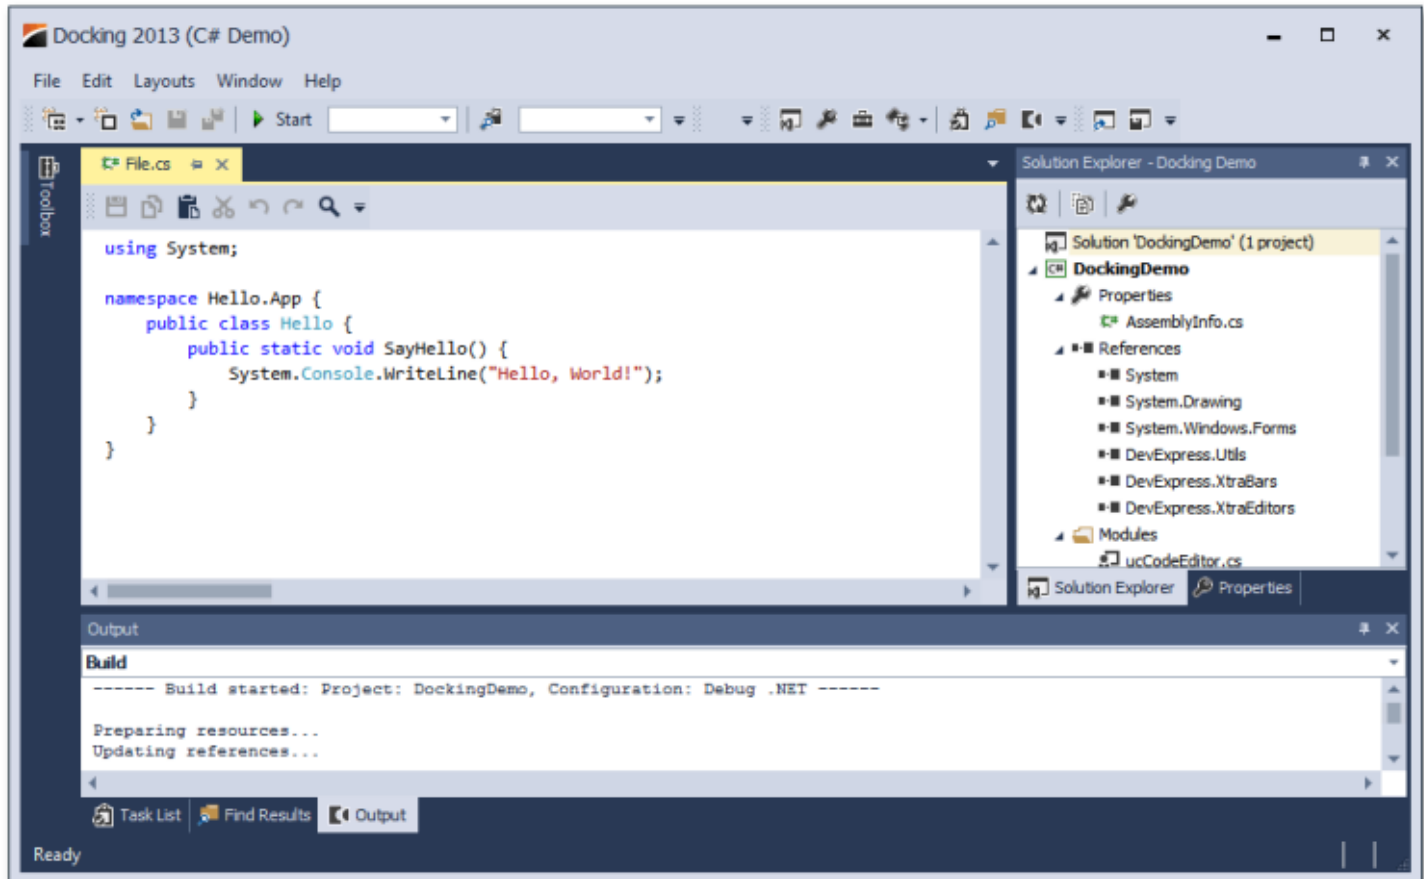 Docking 2013 (C# Demo)
File Edit Layouts Window Help
Start
Toolbox
C# File.cs
using System;
namespace Hello.App {
    public class Hello {
        public static void SayHello() {
            System.Console.WriteLine("Hello, World!");
        }
    }
}
Solution Explorer - Docking Demo
Solution 'DockingDemo' (1 project)
C# DockingDemo
Properties
C# AssemblyInfo.cs
References
System
System.Drawing
System.Windows.Forms
DevExpress.Utils
DevExpress.XtraBars
DevExpress.XtraEditors
Modules
ucCodeEditor.cs
Solution Explorer Properties
Output
Build
------ Build started: Project: DockingDemo, Configuration: Debug .NET ------
Preparing resources...
Updating references...
Task List Find Results Output
Ready